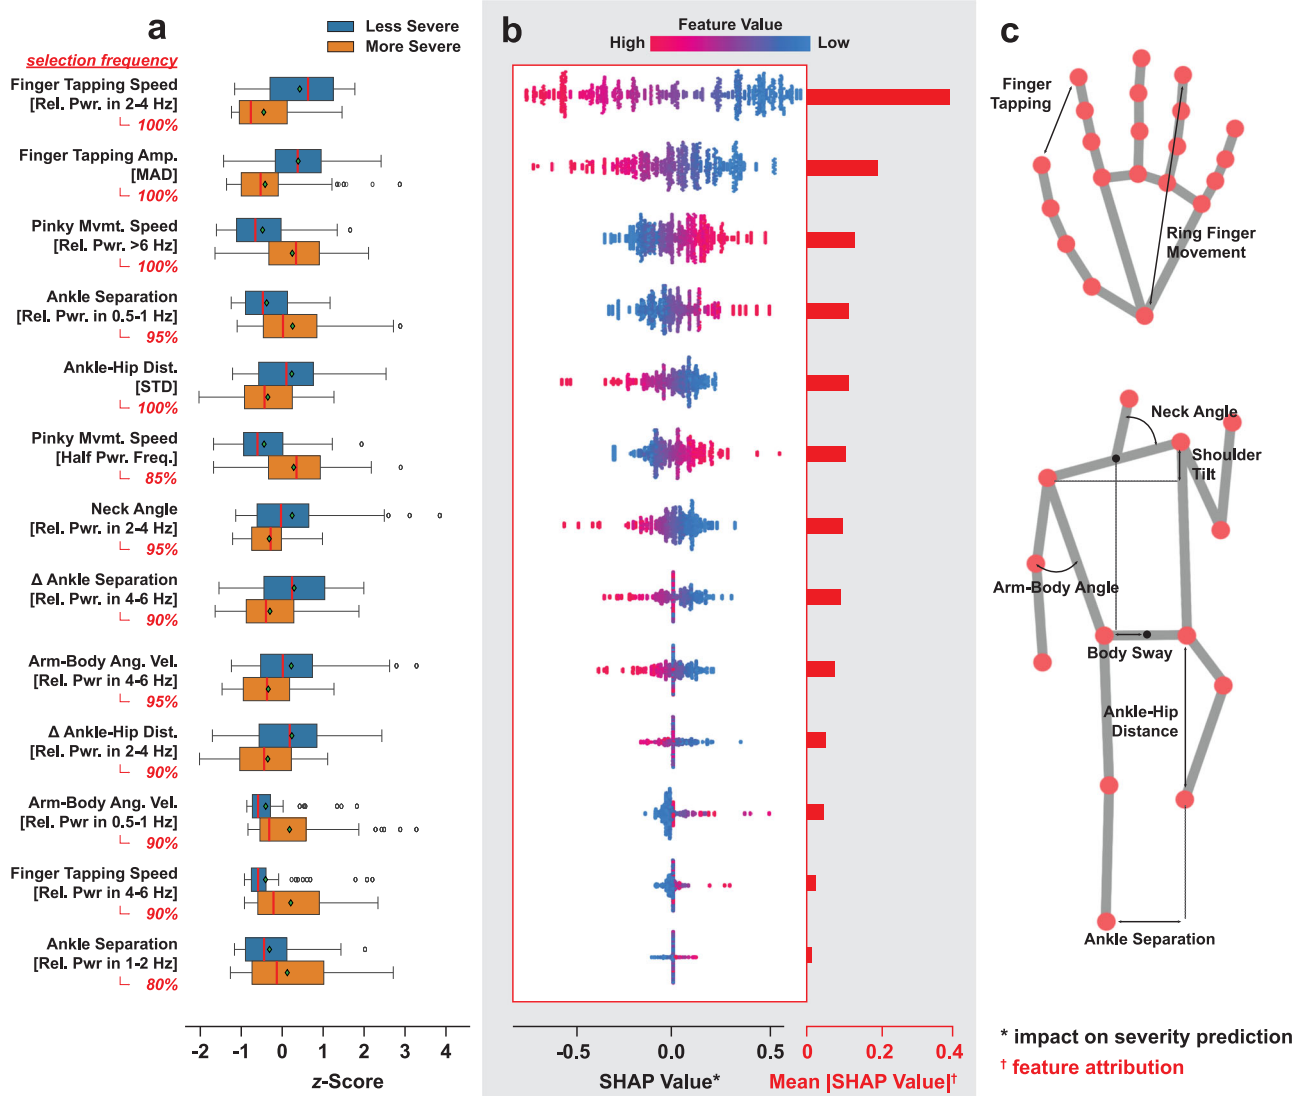 a
Less Severe
More Severe
selection frequency
Finger Tapping Speed
[Rel. Pwr. in 2-4 Hz]
100%
Finger Tapping Amp.
[MAD]
100%
Pinky Mvmt. Speed
[Rel. Pwr. >6 Hz]
100%
Ankle Separation
[Rel. Pwr. in 0.5-1 Hz]
95%
Ankle-Hip Dist.
[STD]
100%
Pinky Mvmt. Speed
[Half Pwr. Freq.]
85%
Neck Angle
[Rel. Pwr in 2-4 Hz]
95%
Δ Ankle Separation
[Rel. Pwr in 4-6 Hz]
90%
Arm-Body Ang. Vel.
[Rel. Pwr in 4-6 Hz]
95%
Δ Ankle-Hip Dist.
[Rel. Pwr in 2-4 Hz]
90%
Arm-Body Ang. Vel.
[Rel. Pwr in 0.5-1 Hz]
90%
Finger Tapping Speed
[Rel. Pwr in 4-6 Hz]
90%
Ankle Separation
[Rel. Pwr in 1-2 Hz]
80%
-2 -1 0 1 2 3 4
z-Score
b
Feature Value
High Low
-0.5 0.0 0.5
SHAP Value*
0 0.2 0.4
Mean |SHAP Value|†
c
Finger
Tapping
Ring Finger
Movement
Neck Angle
Shoulder
Tilt
Arm-Body Angle
Body Sway
Ankle-Hip
Distance
Ankle Separation
* impact on severity prediction
† feature attribution